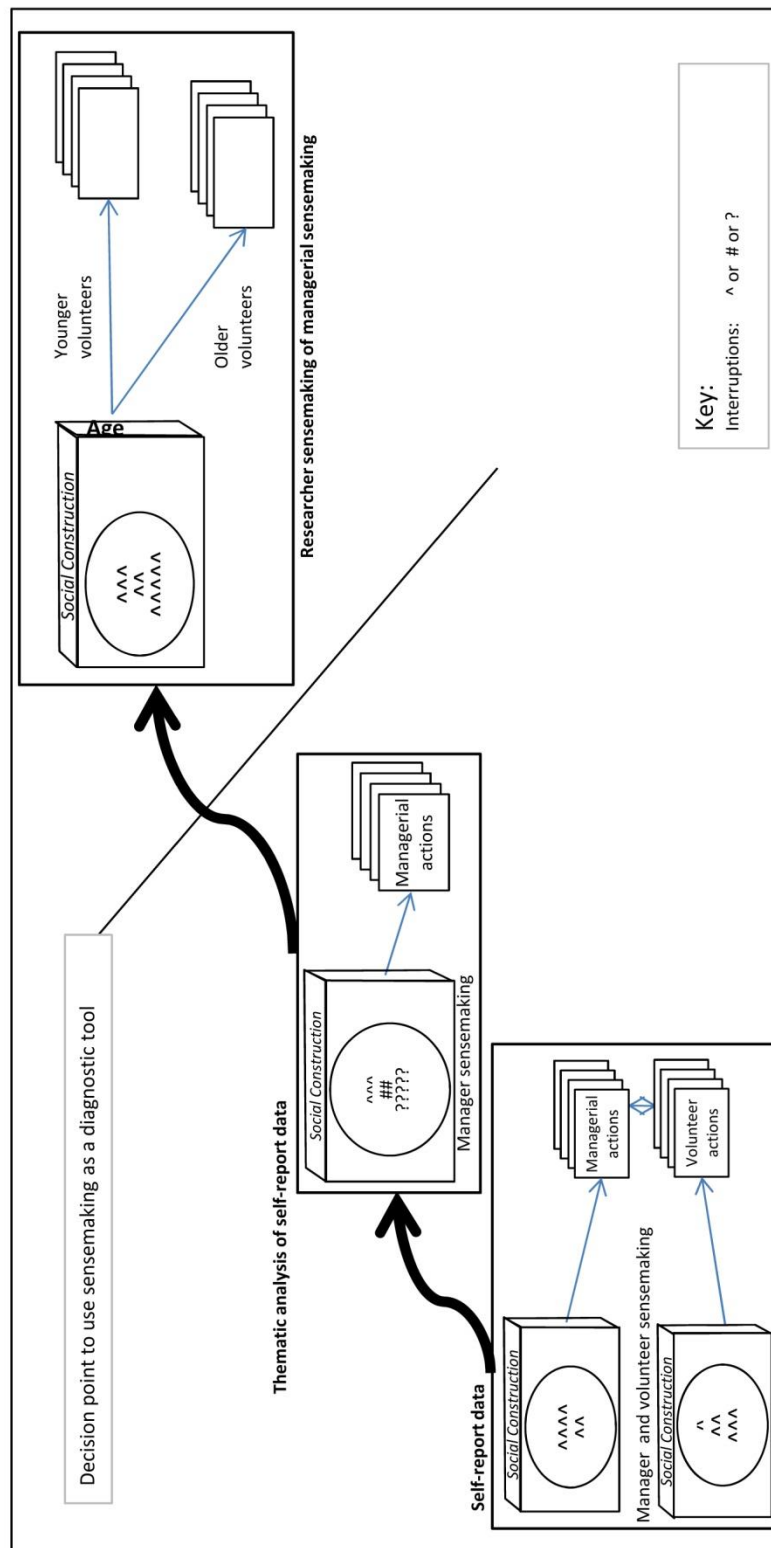 Decision point to use sensemaking as a diagnostic tool
Social Construction
^^^
^^
^^^^^
Age
Younger
volunteers
Older
volunteers
Researcher sensemaking of managerial sensemaking
Thematic analysis of self-report data
Social Construction
^^^
##
?????
Manager sensemaking
Managerial
actions
Self-report data
Social Construction
^^^^
^^
Managerial
actions
Manager and volunteer sensemaking
Social Construction
^
^^
^^^
Volunteer
actions
Key:
Interruptions: ^ or # or ?